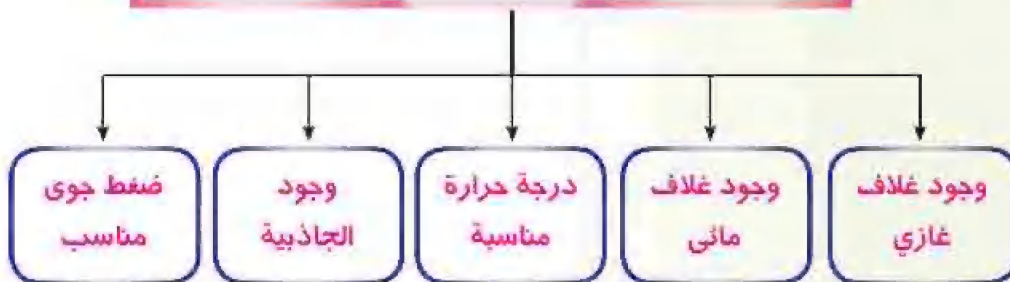 وجود غلاف
غازي
وجود غلاف
مائى
درجة حرارة
مناسبة
وجود
الجاذبية
ضغط جوى
مناسب